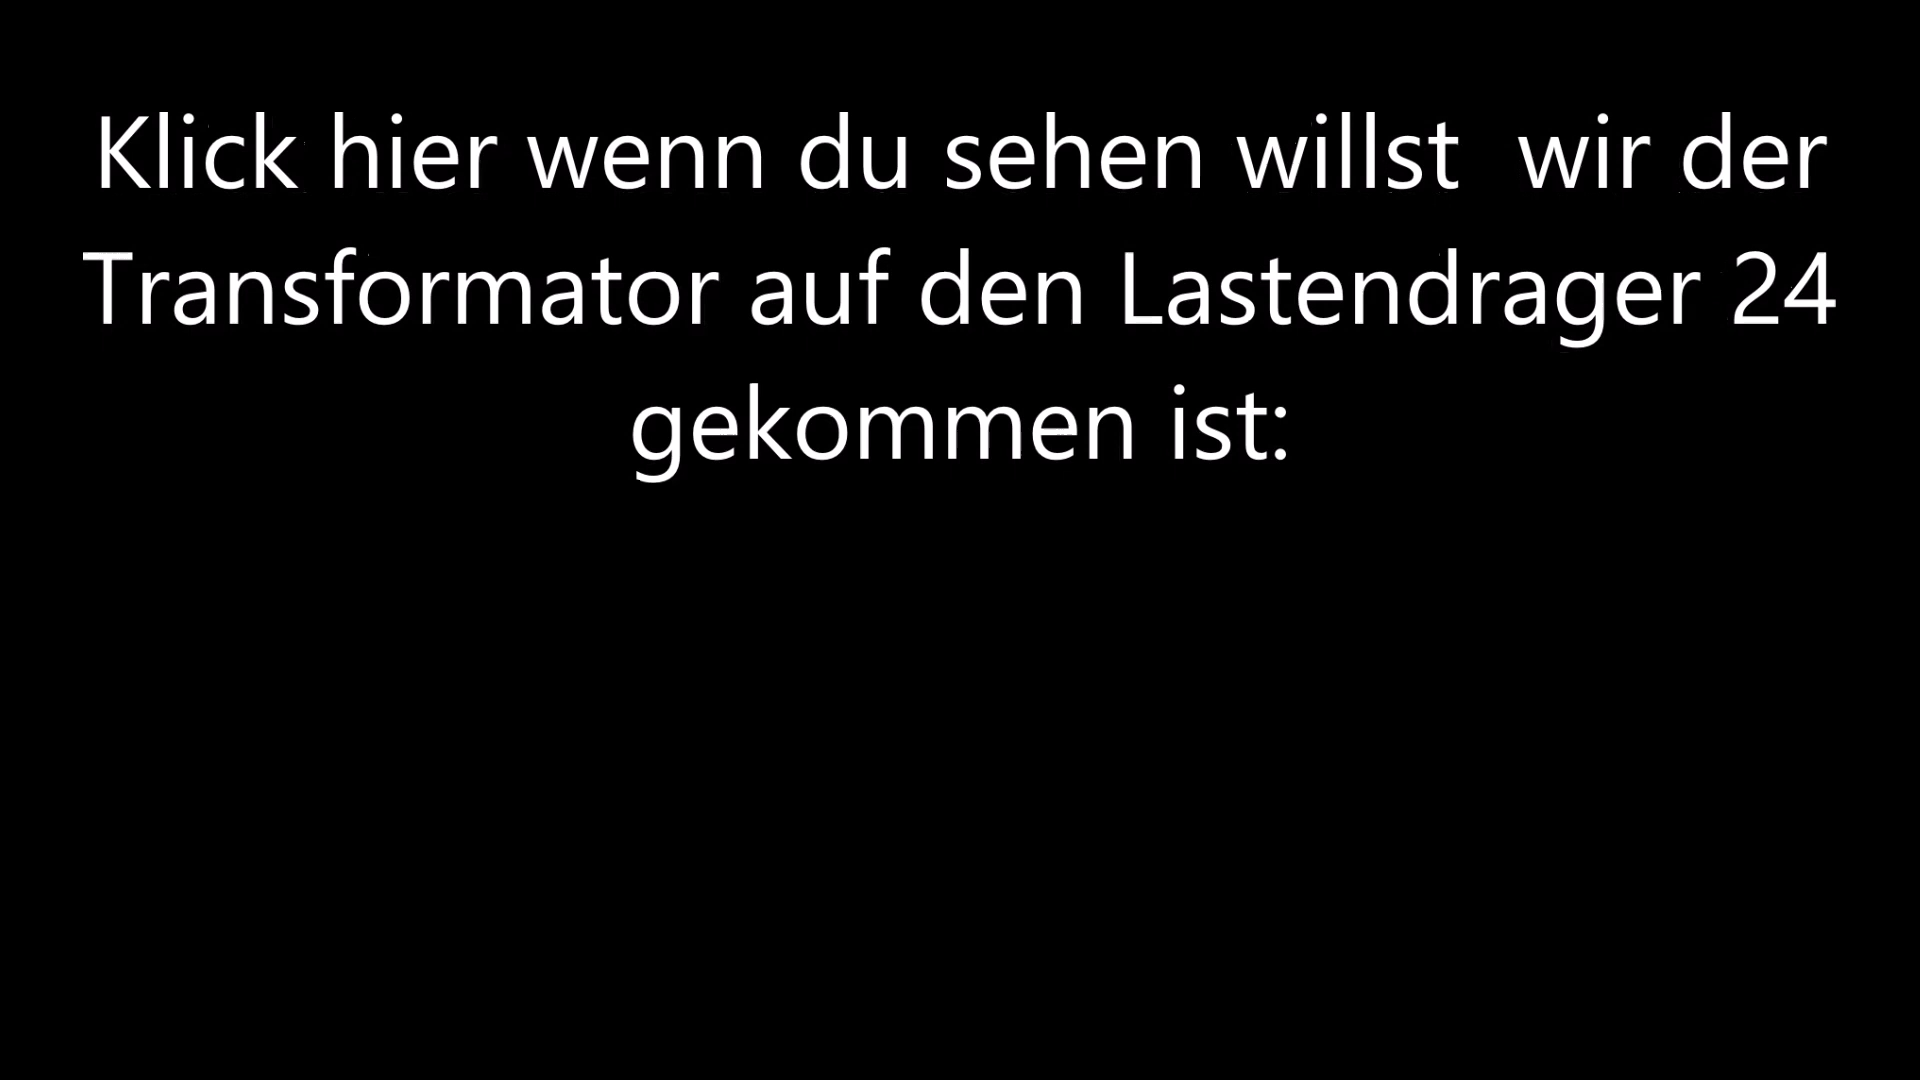 Klick hier wenn du sehen willst  wir der
Transformator auf den Lastendrager 24
gekommen ist: